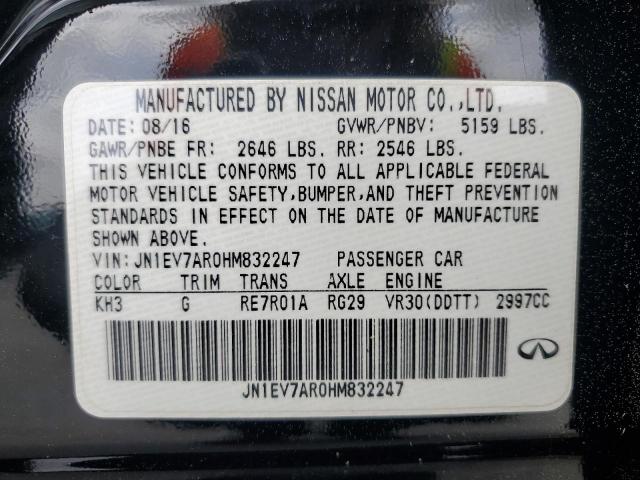 MANUFACTURED BY NISSAN MOTOR CO.,LTD.
DATE: 08/16 GVWR/PNBV: 5159 LBS.
GAWR/PNBE FR: 2646 LBS. RR: 2546 LBS.
THIS VEHICLE CONFORMS TO ALL APPLICABLE FEDERAL
MOTOR VEHICLE SAFETY,BUMPER,AND THEFT PREVENTION
STANDARDS IN EFFECT ON THE DATE OF MANUFACTURE
SHOWN ABOVE.
VIN:JN1EV7AR0HM832247 PASSENGER CAR
COLOR TRIM TRANS AXLE ENGINE
KH3 G RE7R01A RG29 VR30(DDTT) 2997CC
JN1EV7AR0HM832247